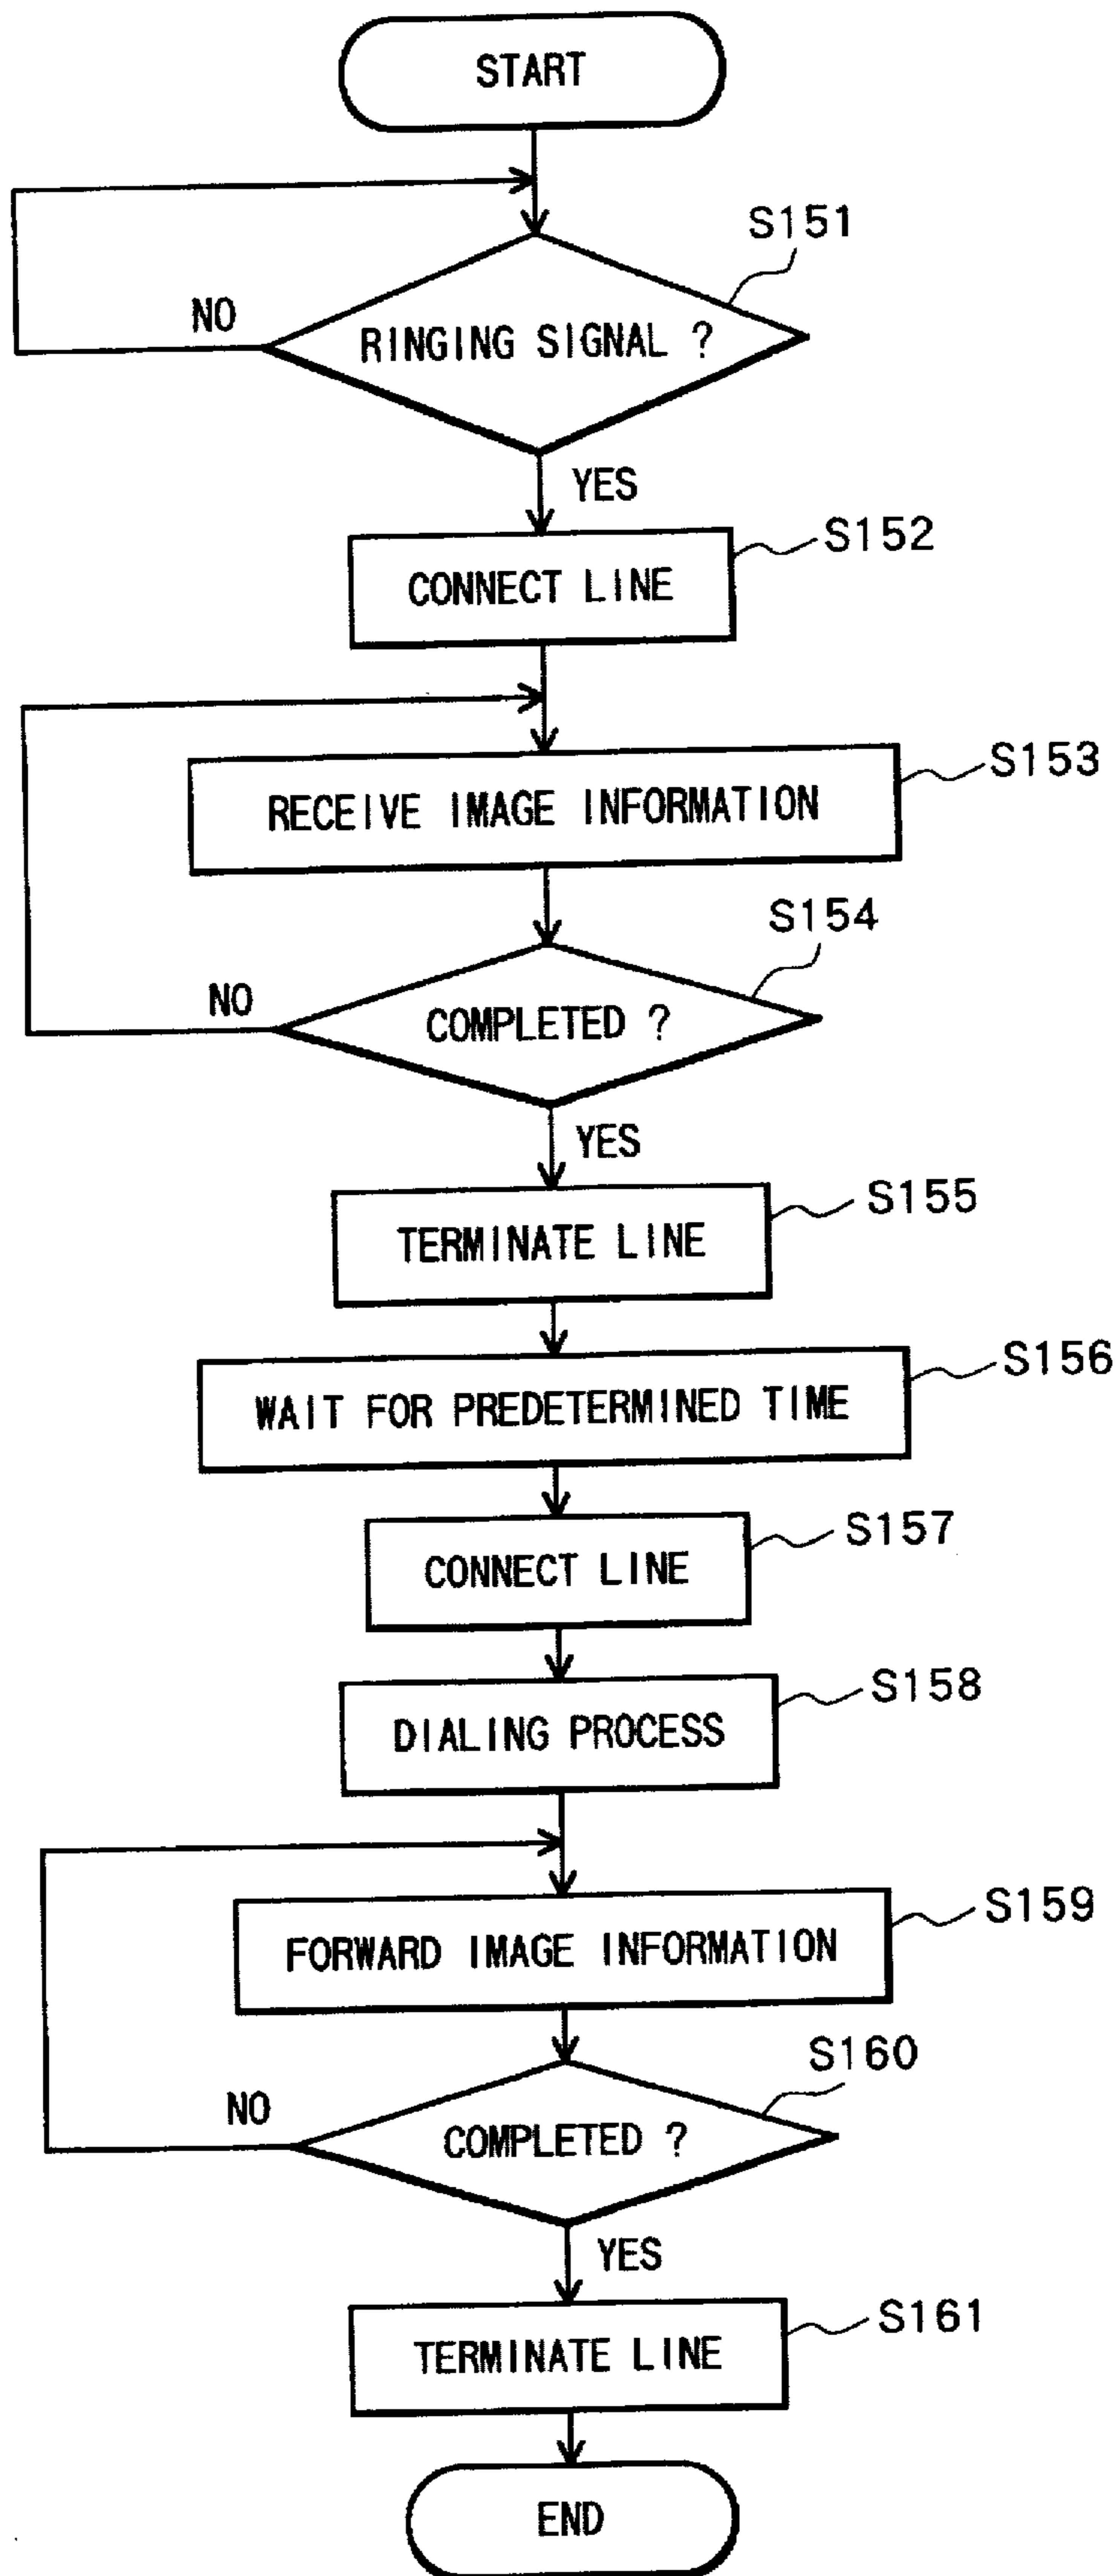 START
S151
NO
RINGING SIGNAL ?
YES
S152
CONNECT LINE
S153
RECEIVE IMAGE INFORMATION
S154
NO
COMPLETED ?
YES
S155
TERMINATE LINE
S156
WAIT FOR PREDETERMINED TIME
S157
CONNECT LINE
S158
DIALING PROCESS
S159
FORWARD IMAGE INFORMATION
S160
NO
COMPLETED ?
YES
S161
TERMINATE LINE
END